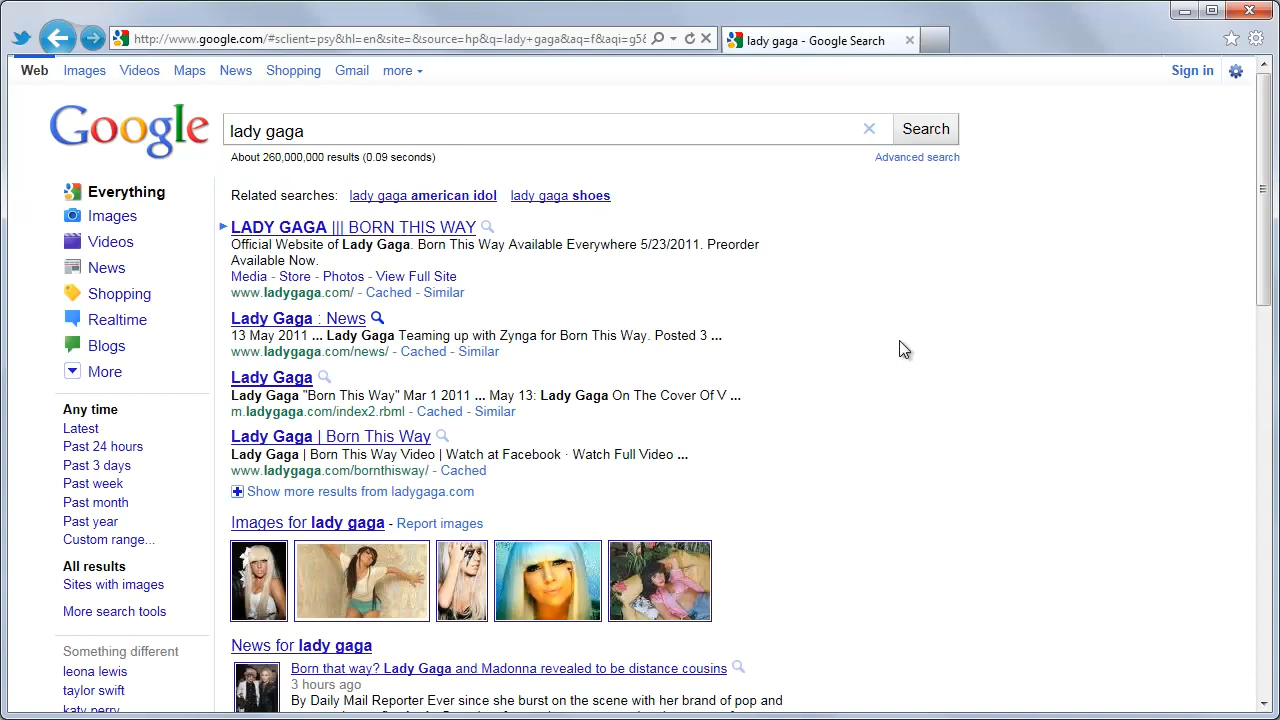 http://www.google.com/#sclient=psy&hl=en&site=&source=hp&q=lady+gaga&aq=f&aqi=g5
lady gaga - Google Search
Web Images Videos Maps News Shopping Gmail more
Sign in
Google
lady gaga
Search
About 260,000,000 results (0.09 seconds)
Advanced search
Everything
Images
Videos
News
Shopping
Realtime
Blogs
More
Any time
Latest
Past 24 hours
Past 3 days
Past week
Past month
Past year
Custom range...
All results
Sites with images
More search tools
Something different
leona lewis
taylor swift
katy perry
Related searches: lady gaga american idol lady gaga shoes
LADY GAGA ||| BORN THIS WAY
Official Website of Lady Gaga. Born This Way Available Everywhere 5/23/2011. Preorder
Available Now.
Media - Store - Photos - View Full Site
www.ladygaga.com/ - Cached - Similar
Lady Gaga : News
13 May 2011 ... Lady Gaga Teaming up with Zynga for Born This Way. Posted 3 ...
www.ladygaga.com/news/ - Cached - Similar
Lady Gaga
Lady Gaga "Born This Way" Mar 1 2011 ... May 13: Lady Gaga On The Cover Of V ...
m.ladygaga.com/index2.rbml - Cached - Similar
Lady Gaga | Born This Way
Lady Gaga | Born This Way Video | Watch at Facebook · Watch Full Video ...
www.ladygaga.com/bornthisway/ - Cached
Show more results from ladygaga.com
Images for lady gaga - Report images
News for lady gaga
Born that way? Lady Gaga and Madonna revealed to be distance cousins
3 hours ago
By Daily Mail Reporter Ever since she burst on the scene with her brand of pop and